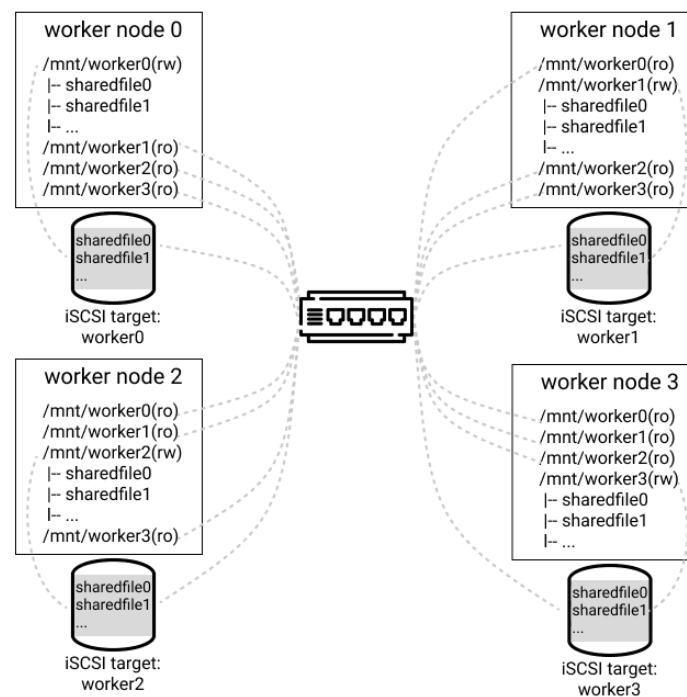 worker node 0
/mnt/worker0(rw)
|-- sharedfile0
|-- sharedfile1
|-- ...
/mnt/worker1(ro)
/mnt/worker2(ro)
/mnt/worker3(ro)
sharedfile0
sharedfile1
...
iSCSI target:
worker0
worker node 1
/mnt/worker0(ro)
/mnt/worker1(rw)
|-- sharedfile0
|-- sharedfile1
|-- ...
/mnt/worker2(ro)
/mnt/worker3(ro)
sharedfile0
sharedfile1
...
iSCSI target:
worker1
worker node 2
/mnt/worker0(ro)
/mnt/worker1(ro)
/mnt/worker2(rw)
|-- sharedfile0
|-- sharedfile1
|-- ...
/mnt/worker3(ro)
sharedfile0
sharedfile1
...
iSCSI target:
worker2
worker node 3
/mnt/worker0(ro)
/mnt/worker1(ro)
/mnt/worker2(ro)
/mnt/worker3(rw)
|-- sharedfile0
|-- sharedfile1
|-- ...
sharedfile0
sharedfile1
...
iSCSI target:
worker3